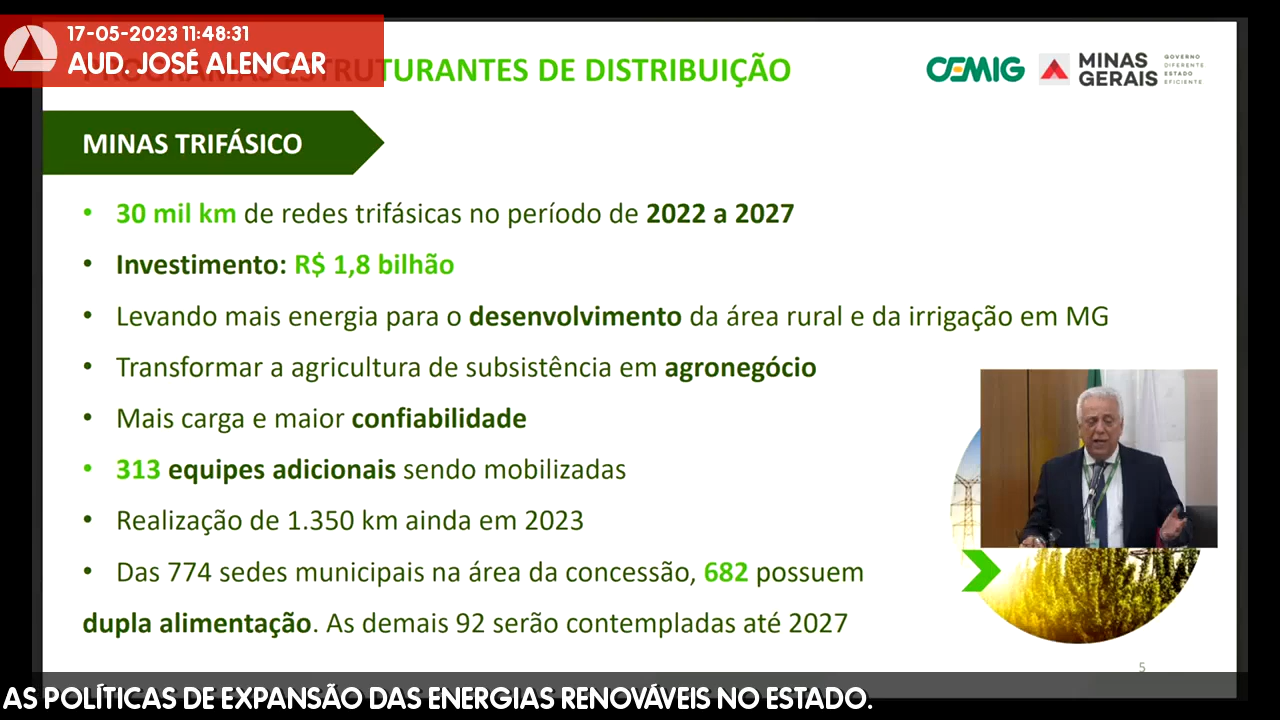 17-05-2023 11:48:31
AUD. JOSÉ ALENCAR
ESTRUTURANTES DE DISTRIBUIÇÃO
CEMIG
MINAS
GERAIS
GOVERNO
DIFERENTE
ESTADO
EFICIENTE
MINAS TRIFÁSICO
• 30 mil km de redes trifásicas no período de 2022 a 2027
• Investimento: R$ 1,8 bilhão
• Levando mais energia para o desenvolvimento da área rural e da irrigação em MG
• Transformar a agricultura de subsistência em agronegócio
• Mais carga e maior confiabilidade
• 313 equipes adicionais sendo mobilizadas
• Realização de 1.350 km ainda em 2023
• Das 774 sedes municipais na área da concessão, 682 possuem
dupla alimentação. As demais 92 serão contempladas até 2027
5
AS POLÍTICAS DE EXPANSÃO DAS ENERGIAS RENOVÁVEIS NO ESTADO.